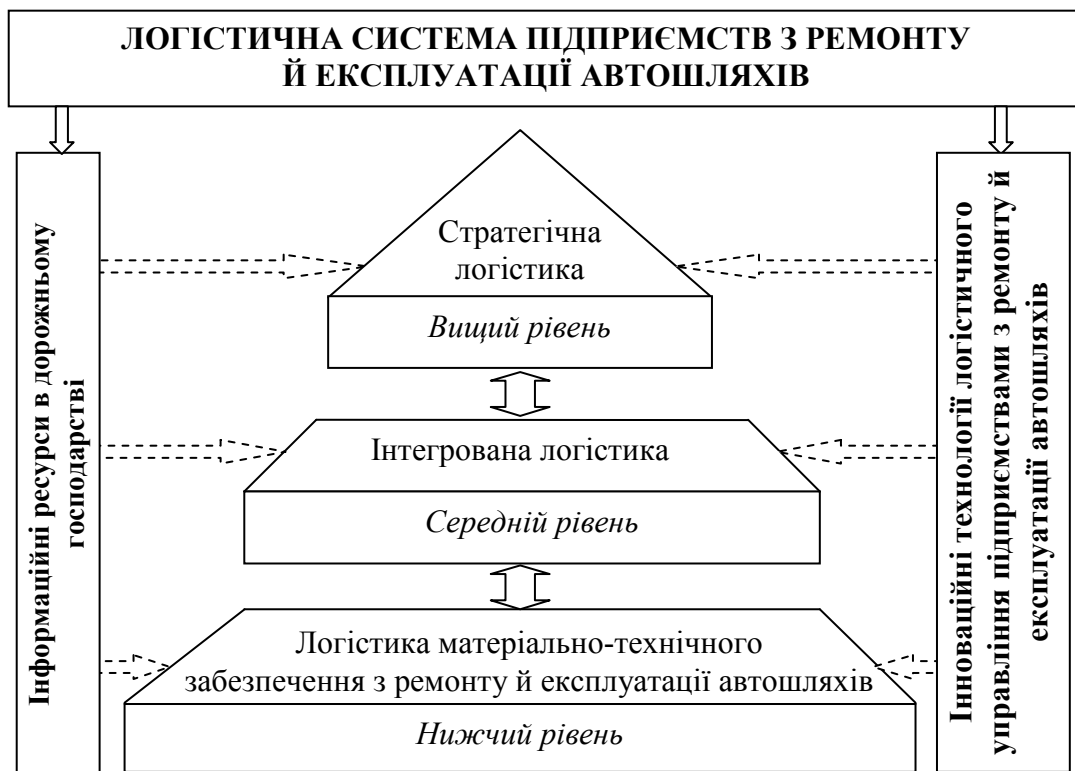 ЛОГІСТИЧНА СИСТЕМА ПІДПРИЄМСТВ З РЕМОНТУ
Й ЕКСПЛУАТАЦІЇ АВТОШЛЯХІВ
Інформаційні ресурси в дорожньому
господарстві
Стратегічна
логістика
Вищий рівень
Інтегрована логістика
Середній рівень
Логістика матеріально-технічного
забезпечення з ремонту й експлуатації автошляхів
Нижчий рівень
Інноваційні технології логістичного
управління підприємствами з ремонту й
експлуатації автошляхів